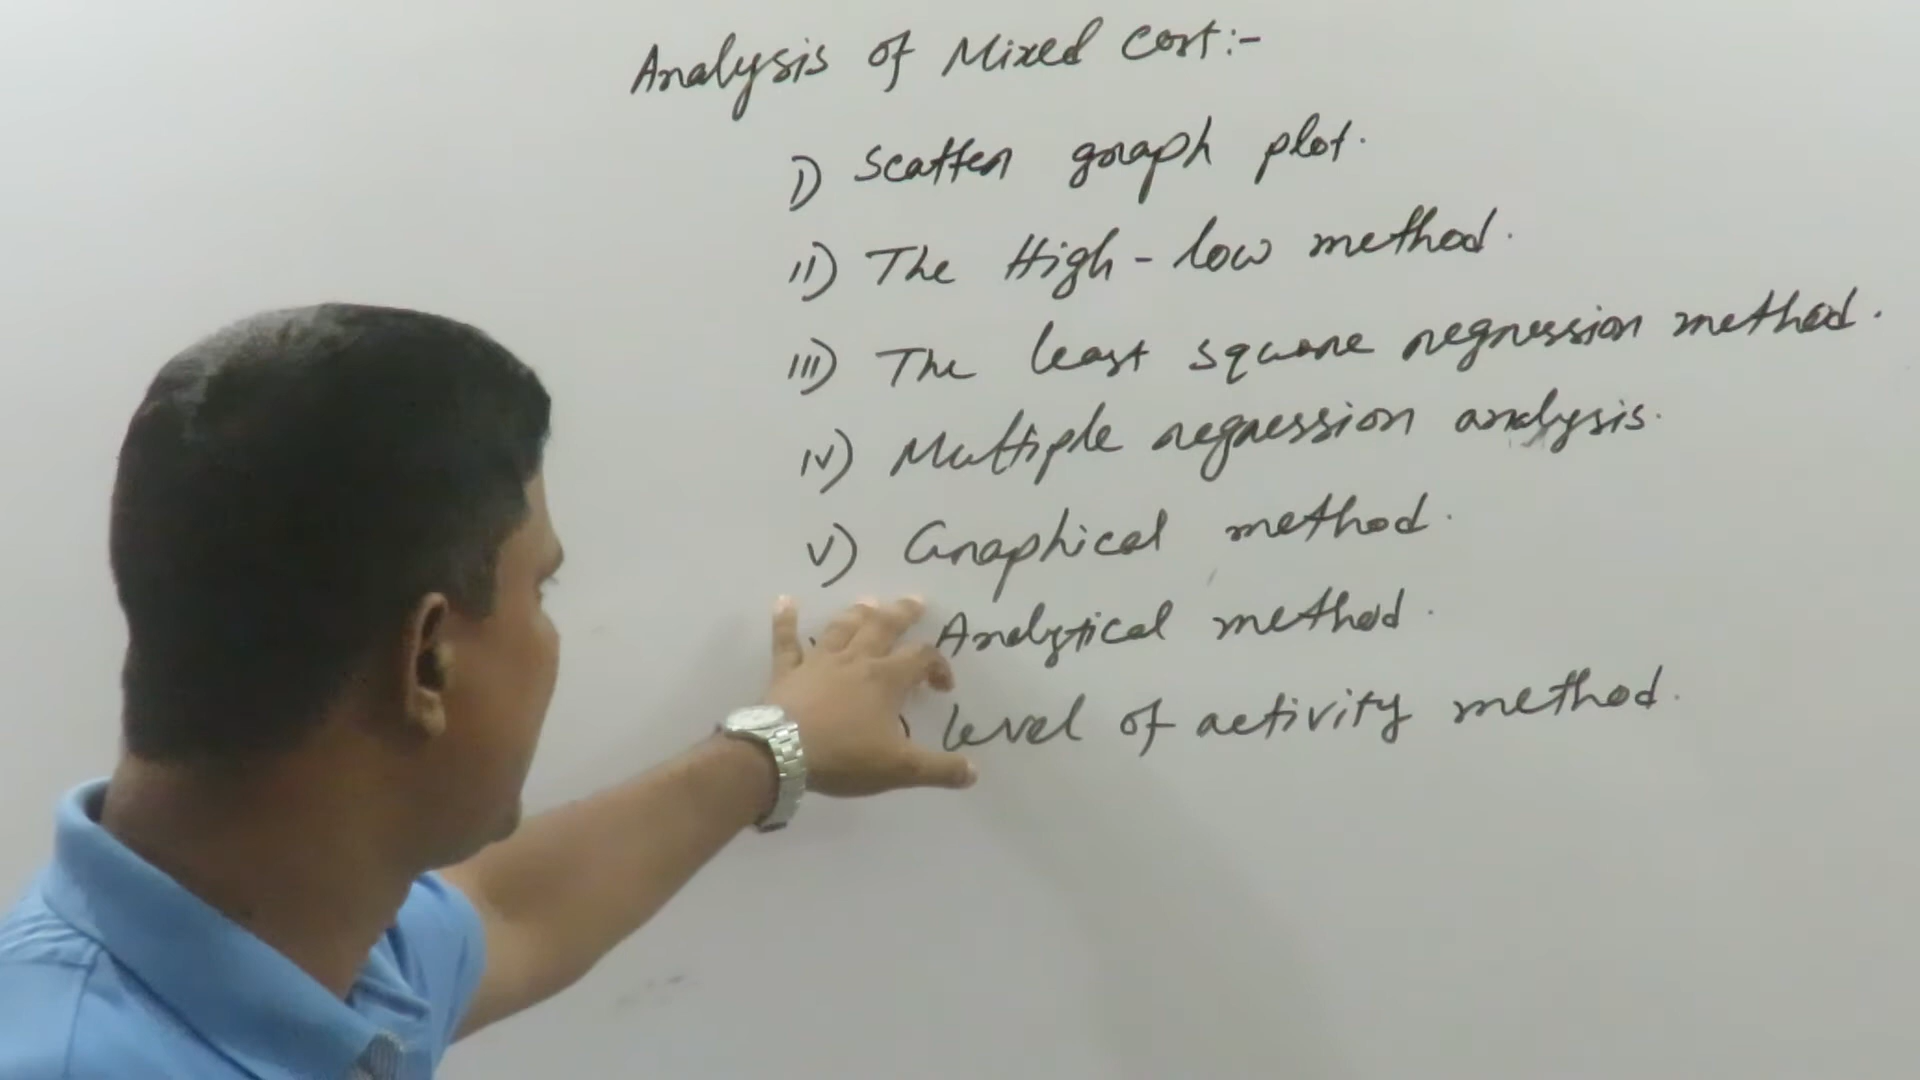 Analysis of Mixed cost:-
I) Scatter graph plot.
II) The High-low method.
III) The least square regression method.
IV) Multiple regression analysis.
V) Graphical method.
Analytical method.
) level of activity method.